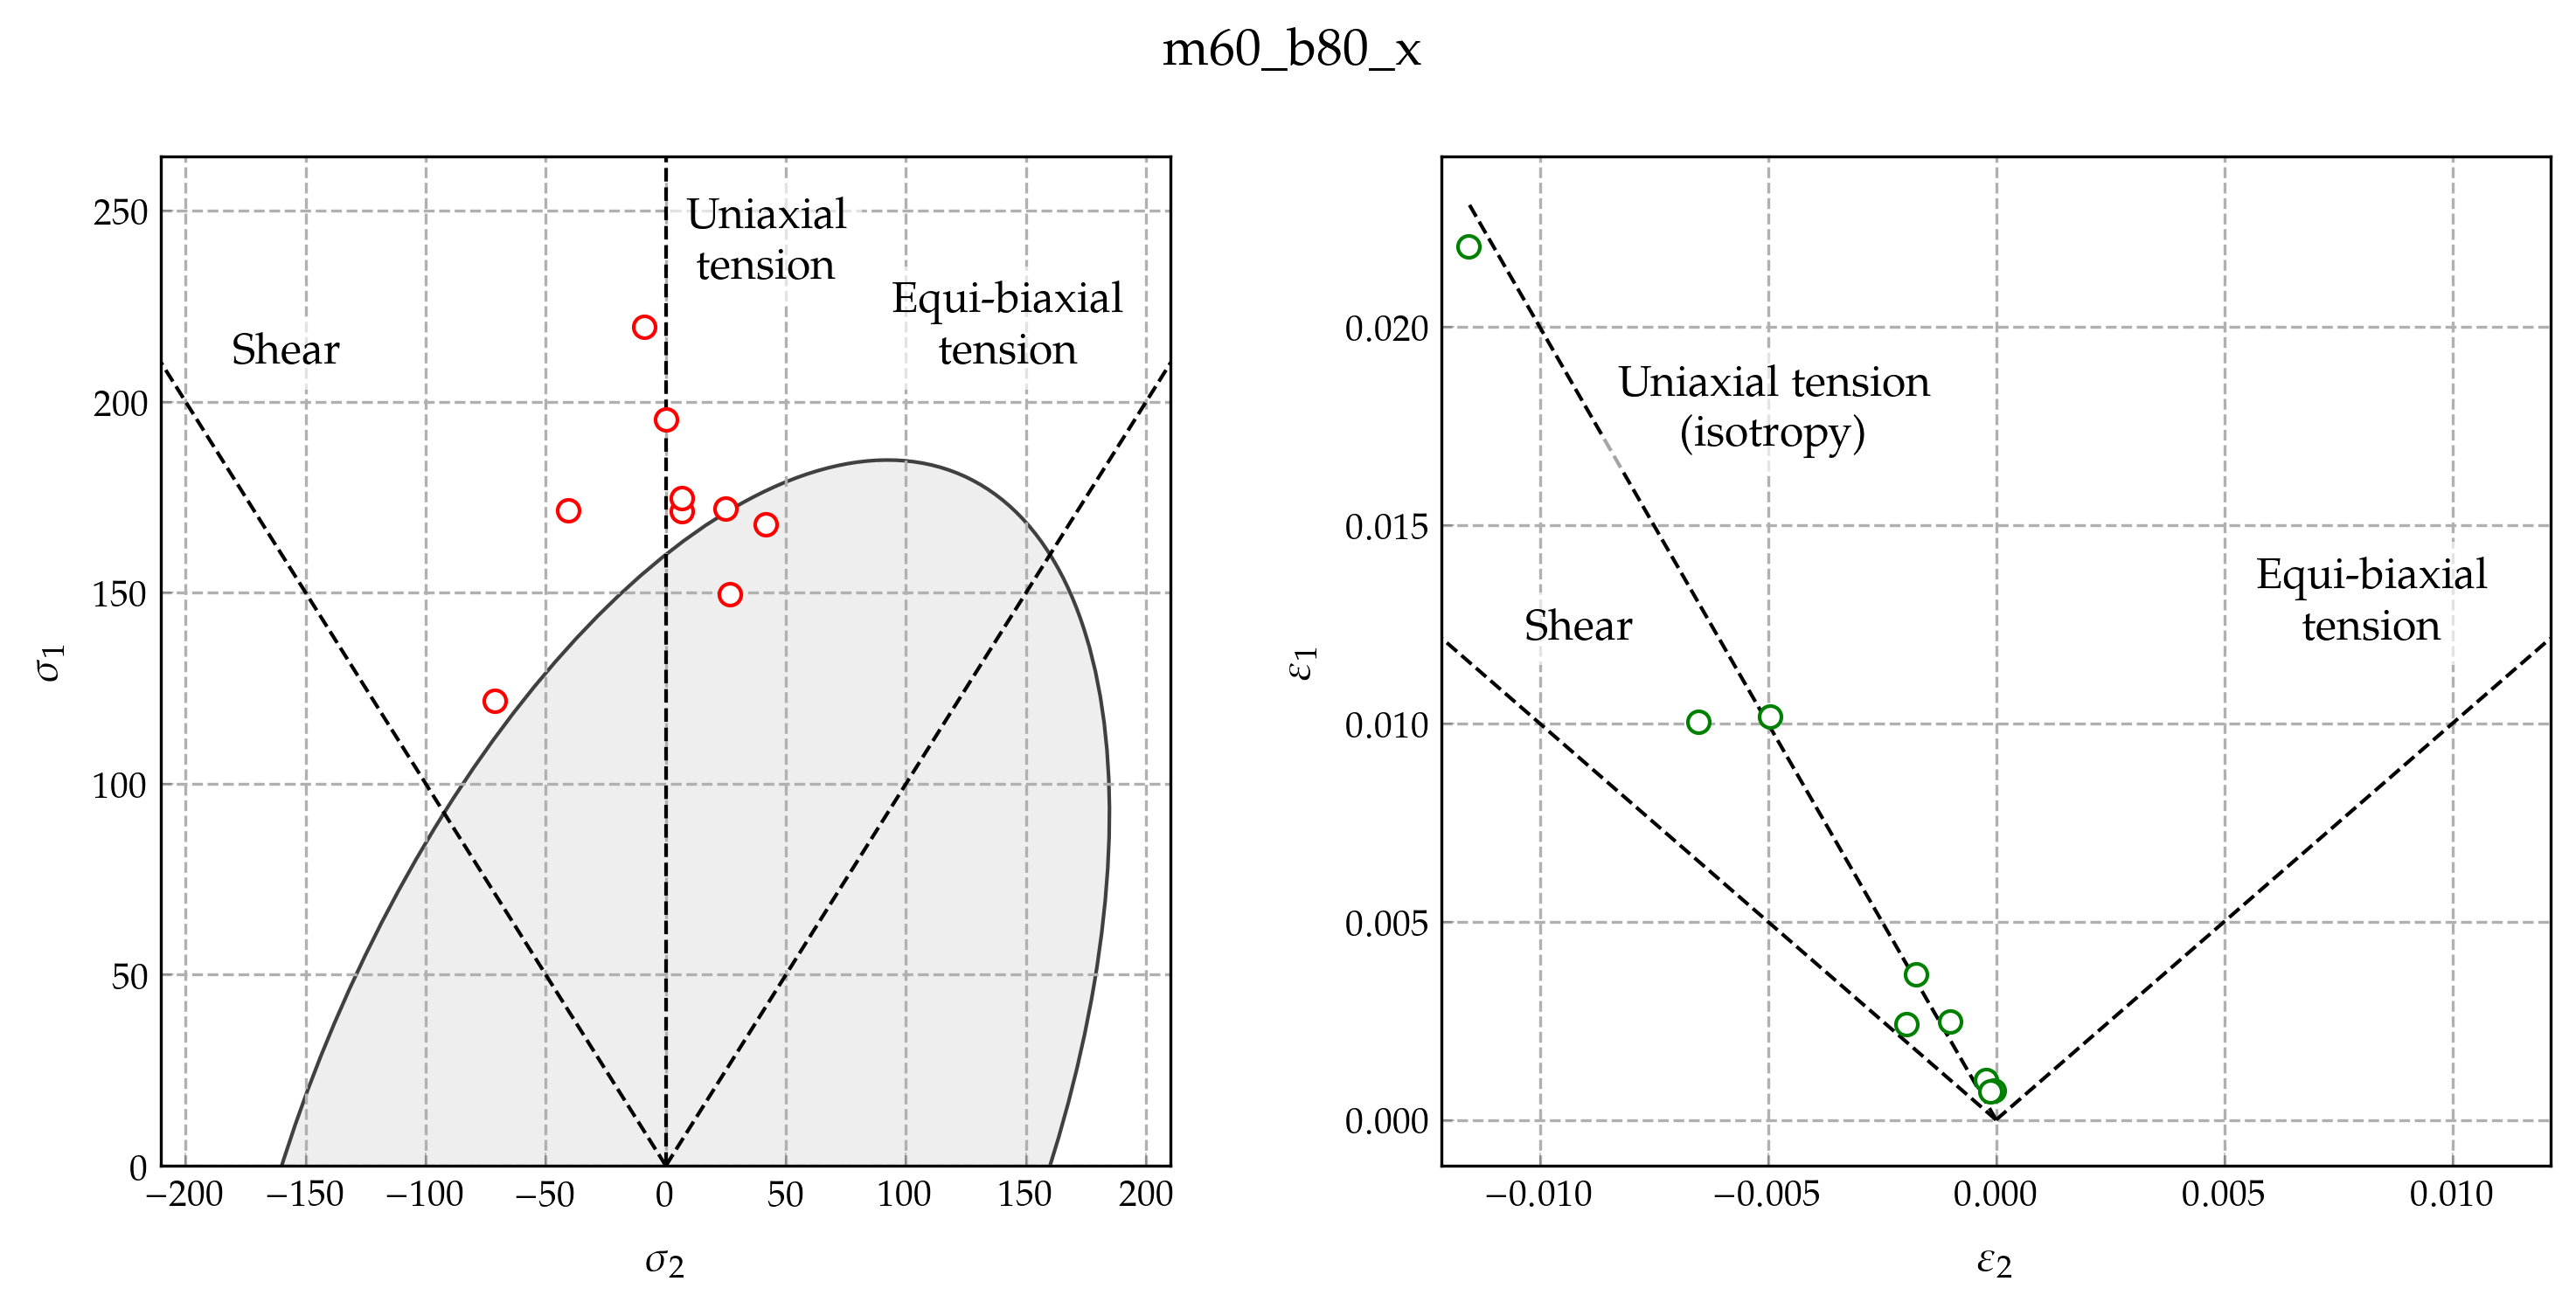 m60_b80_x
250
200
150
100
50
0
σ1
−200 −150 −100 −50 0 50 100 150 200
σ2
Shear
Uniaxial
tension
Equi-biaxial
tension
0.020
0.015
0.010
0.005
0.000
ε1
−0.010 −0.005 0.000 0.005 0.010
ε2
Uniaxial tension
(isotropy)
Shear
Equi-biaxial
tension